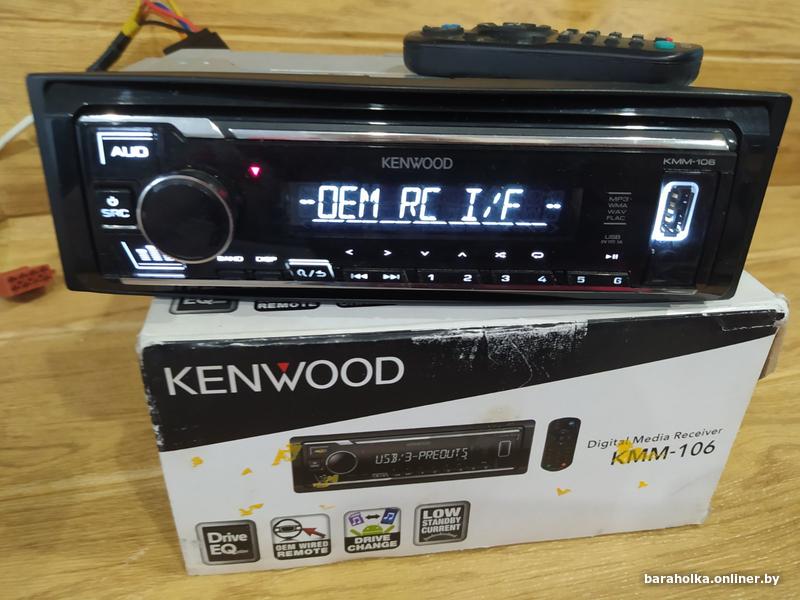 AUD
KENWOOD
KMM-106
SRC
-OEM RC I/F --
MP3
WMA
WAV
FLAC
USB
BAND DISP
1 2 3 4 5 6
EQ
REMOTE
KENWOOD
Digital Media Receiver
KMM-106
USB/3-PREOUTS
Drive
EQ
OEM WIRED
REMOTE
DRIVE
CHANGE
LOW
STANDBY
CURRENT
baraholka.onliner.by